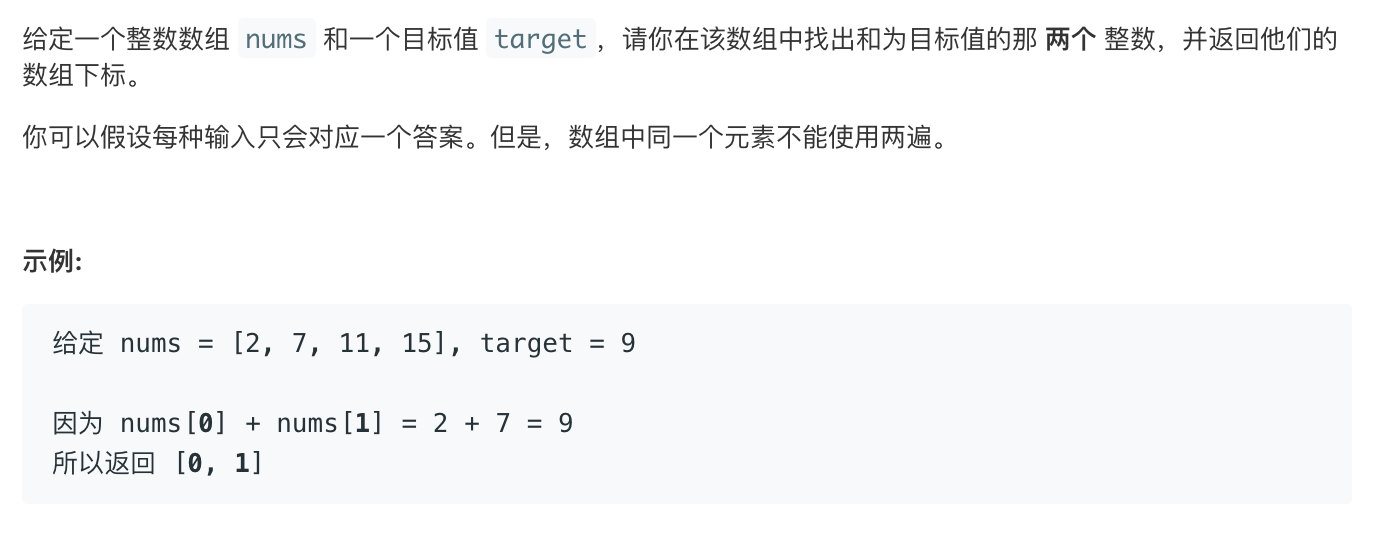 给定一个整数数组 nums 和一个目标值 target，请你在该数组中找出和为目标值的那 两个 整数，并返回他们的
数组下标。
你可以假设每种输入只会对应一个答案。但是，数组中同一个元素不能使用两遍。
示例:
给定 nums = [2, 7, 11, 15], target = 9
因为 nums[0] + nums[1] = 2 + 7 = 9
所以返回 [0, 1]